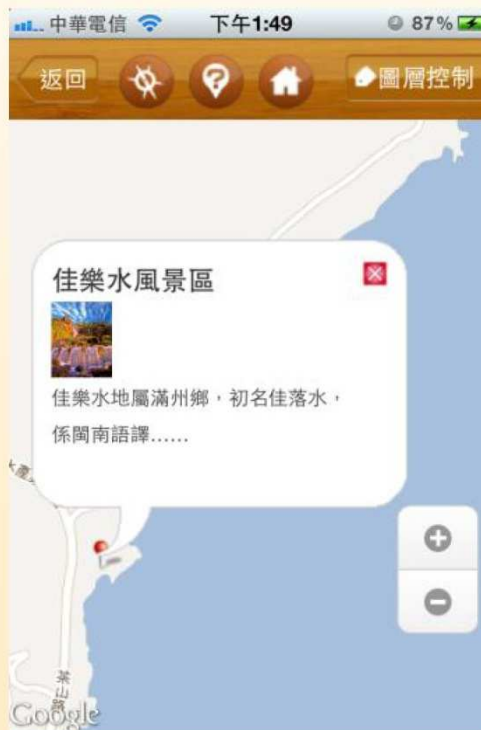 中華電信 下午1:49 87%
返回 圖層控制
佳樂水風景區
佳樂水地屬滿州鄉，初名佳落水，
係閩南語譯……
水產
茶山路
Google